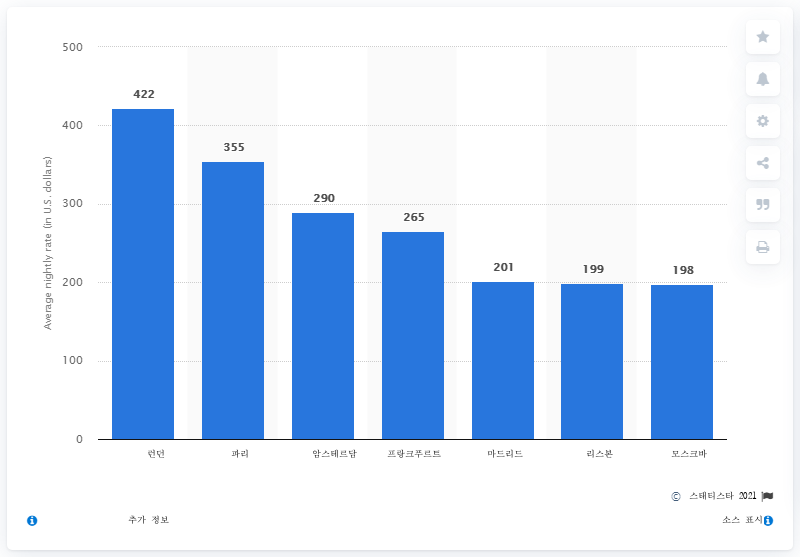 500
422
400
355
300
290
265
201
199
198
200
100
0
Average nightly rate (in U.S. dollars)
런던 파리 암스테르담 프랑크푸르트 마드리드 리스본 모스크바
© 스태티스타 2021
추가 정보
소스 표시